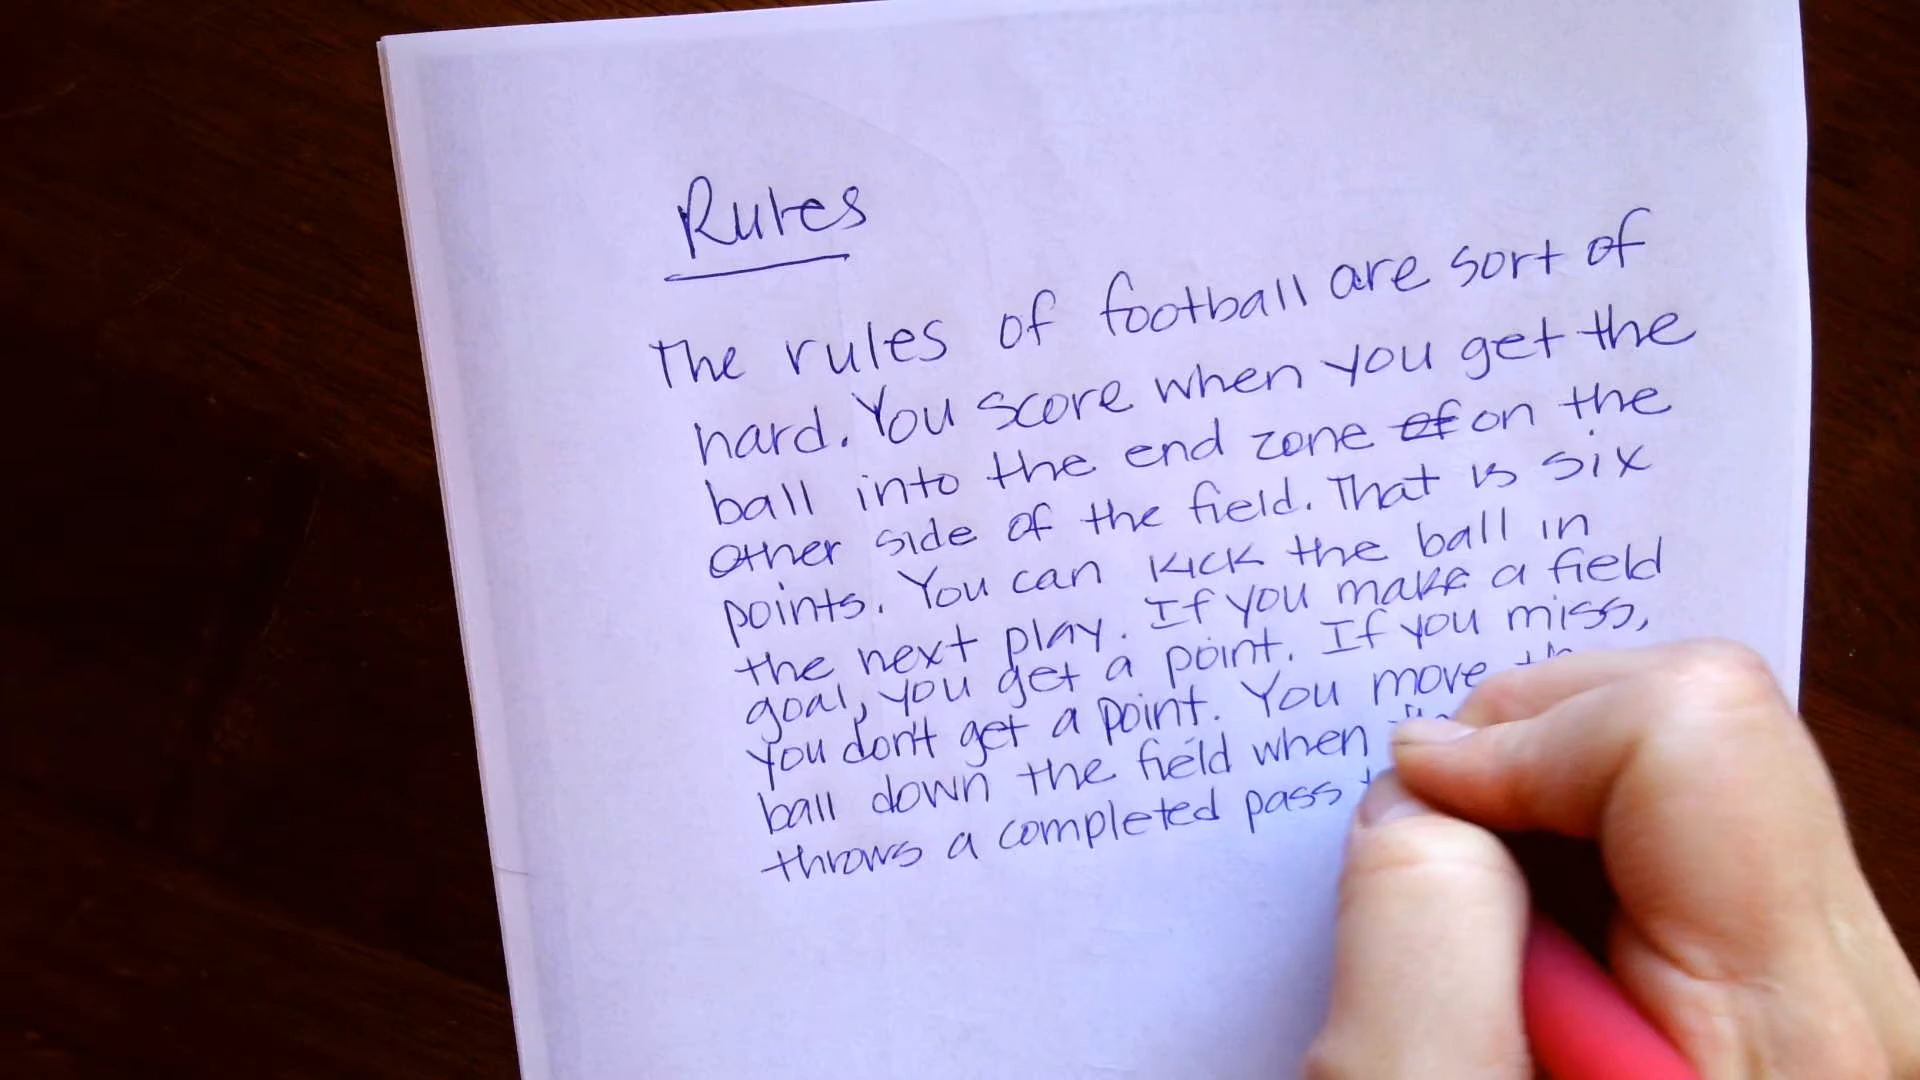 Rules
The rules of football are sort of
hard. You score when you get the
ball into the end zone of on the
other side of the field. That is six
points. You can kick the ball in
the next play. If you make a field
goal, you get a point. If you miss,
you don't get a point. You move
ball down the field when
throws a completed pass